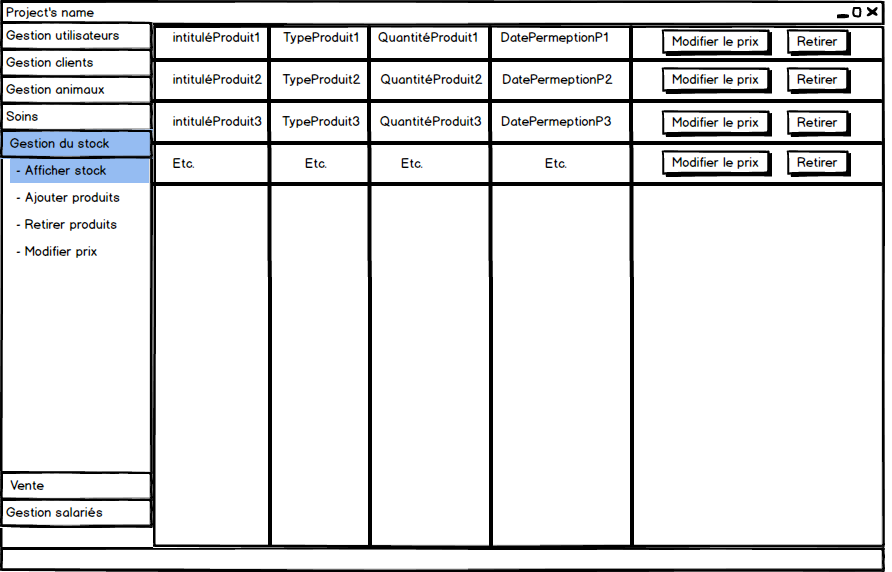 Project's name
Gestion utilisateurs
Gestion clients
Gestion animaux
Soins
Gestion du stock
- Afficher stock
- Ajouter produits
- Retirer produits
- Modifier prix
Vente
Gestion salariés
intituléProduit1 TypeProduit1 QuantitéProduit1 DatePermeptionP1 Modifier le prix Retirer
intituléProduit2 TypeProduit2 QuantitéProduit2 DatePermeptionP2 Modifier le prix Retirer
intituléProduit3 TypeProduit3 QuantitéProduit3 DatePermeptionP3 Modifier le prix Retirer
Etc. Etc. Etc. Etc. Modifier le prix Retirer